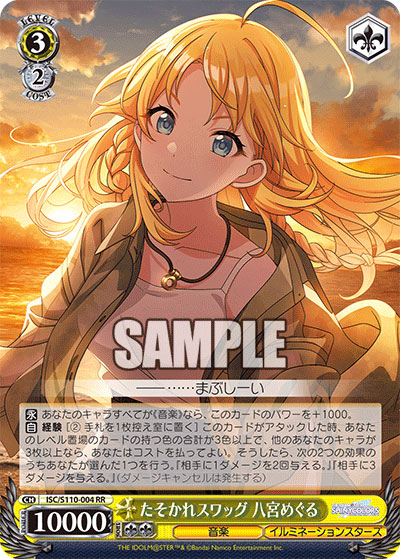 LEVEL
3
2
COST
SAMPLE
――……まぶしーい
永 あなたのキャラすべてが《音楽》なら、このカードのパワーを＋1000。
自 経験 [② 手札を1枚控え室に置く] このカードがアタックした時、あなたの
レベル置場のカードの持つ色の合計が3色以上で、他のあなたのキャラが
3枚以上なら、あなたはコストを払ってよい。そうしたら、次の2つの効果の
うちあなたが選んだ1つを行う。『相手に1ダメージを2回与える。』『相手に3
ダメージを与える。』（ダメージキャンセルは発生する）
CH
ISC/S110-004 RR
10000
たそかれスワッグ 八宮めぐる
SHINYCOLORS
音楽
イルミネーションスターズ
THE IDOLM@STER™& ©Bandai Namco Entertainment Inc.